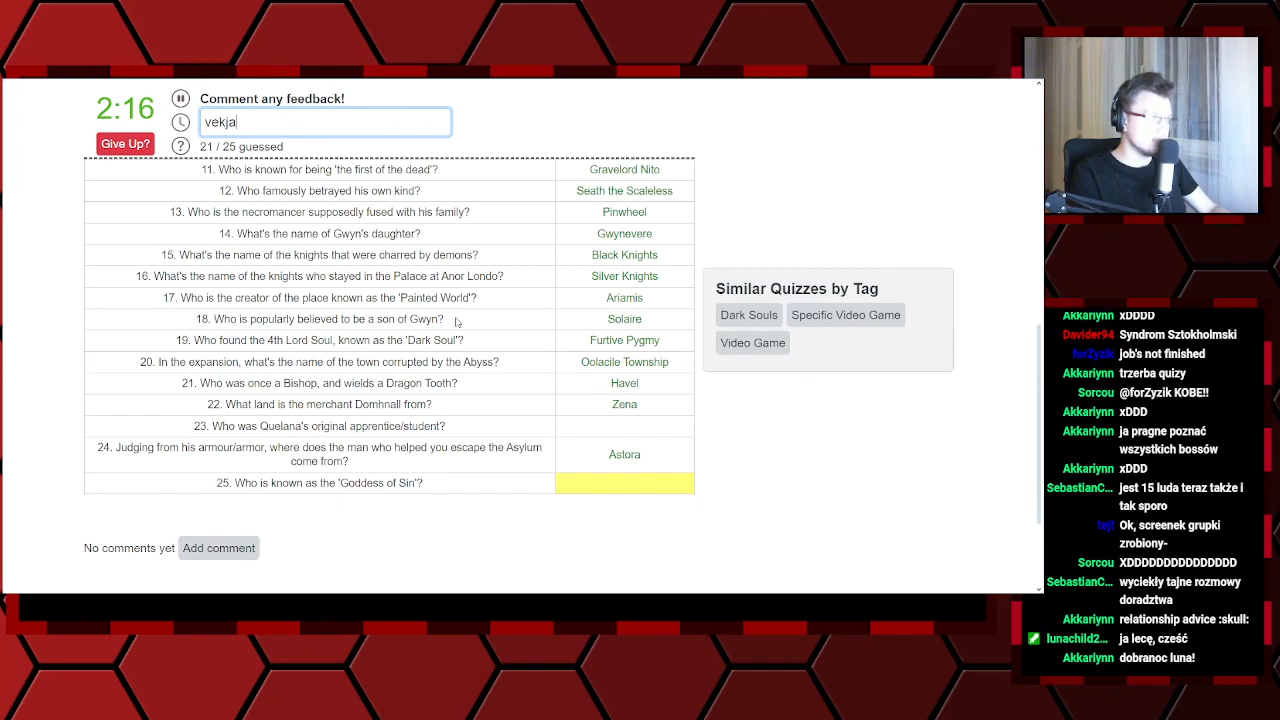 2:16
Give Up?
Comment any feedback!
vekja
21 / 25 guessed
11. Who is known for being 'the first of the dead'? Gravelord Nito
12. Who famously betrayed his own kind? Seath the Scaleless
13. Who is the necromancer supposedly fused with his family? Pinwheel
14. What's the name of Gwyn's daughter? Gwynevere
15. What's the name of the knights that were charred by demons? Black Knights
16. What's the name of the knights who stayed in the Palace at Anor Londo? Silver Knights
17. Who is the creator of the place known as the 'Painted World'? Ariamis
18. Who is popularly believed to be a son of Gwyn? Solaire
19. Who found the 4th Lord Soul, known as the 'Dark Soul'? Furtive Pygmy
20. In the expansion, what's the name of the town corrupted by the Abyss? Oolacile Township
21. Who was once a Bishop, and wields a Dragon Tooth? Havel
22. What land is the merchant Domhnall from? Zena
23. Who was Quelana's original apprentice/student?
24. Judging from his armour/armor, where does the man who helped you escape the Asylum
come from? Astora
25. Who is known as the 'Goddess of Sin'?
No comments yet Add comment
Similar Quizzes by Tag
Dark Souls Specific Video Game
Video Game
Akkariynn xDDDD
Davider94 Syndrom Sztokholmski
forZyzik job's not finished
Akkariynn trzerba quizy
Sorcou @forZyzik KOBE!!
Akkariynn xDDD
Akkariynn ja pragne poznać
wszystkich bossów
Akkariynn xDDD
SebastianC... jest 15 luda teraz także i
tak sporo
tejt Ok, screenek grupki
zrobiony-
Sorcou XDDDDDDDDDDDDDDD
SebastianC... wyciekły tajne rozmowy
doradztwa
Akkariynn relationship advice :skull:
lunachild2... ja lecę, cześć
Akkariynn dobranoc luna!